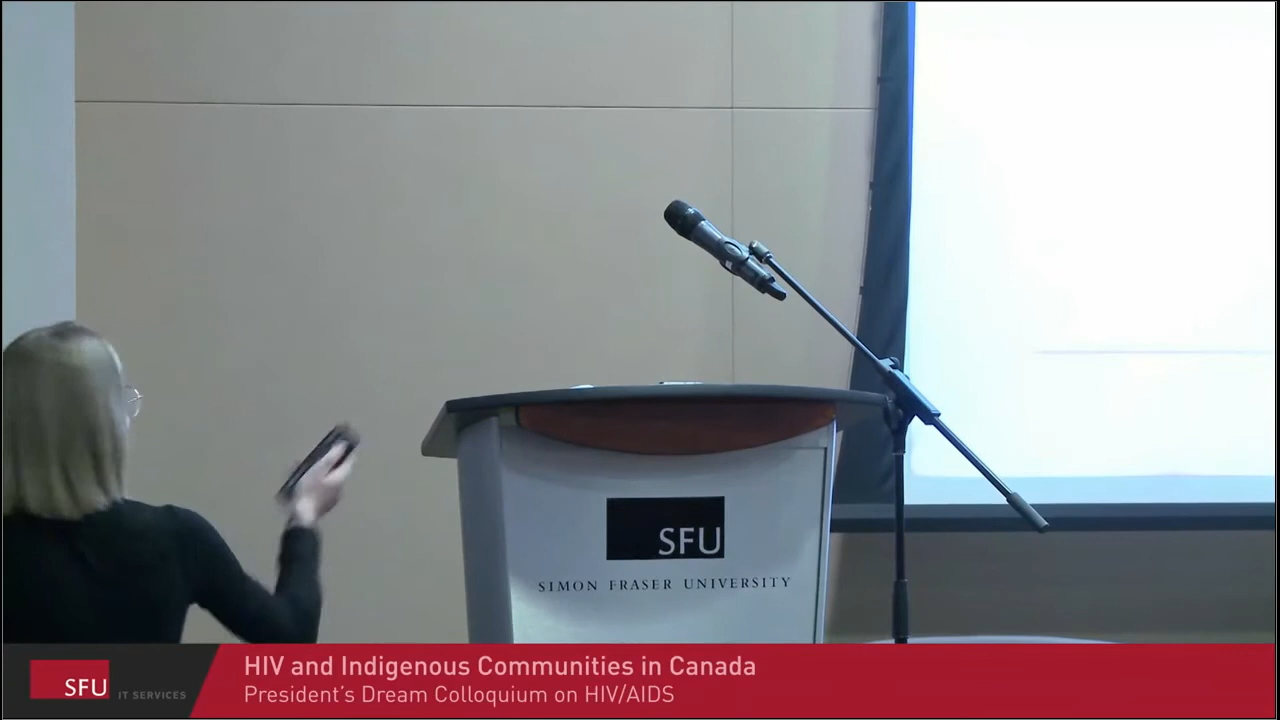 SFU
SIMON FRASER UNIVERSITY
HIV and Indigenous Communities in Canada
SFU IT SERVICES
President's Dream Colloquium on HIV/AIDS